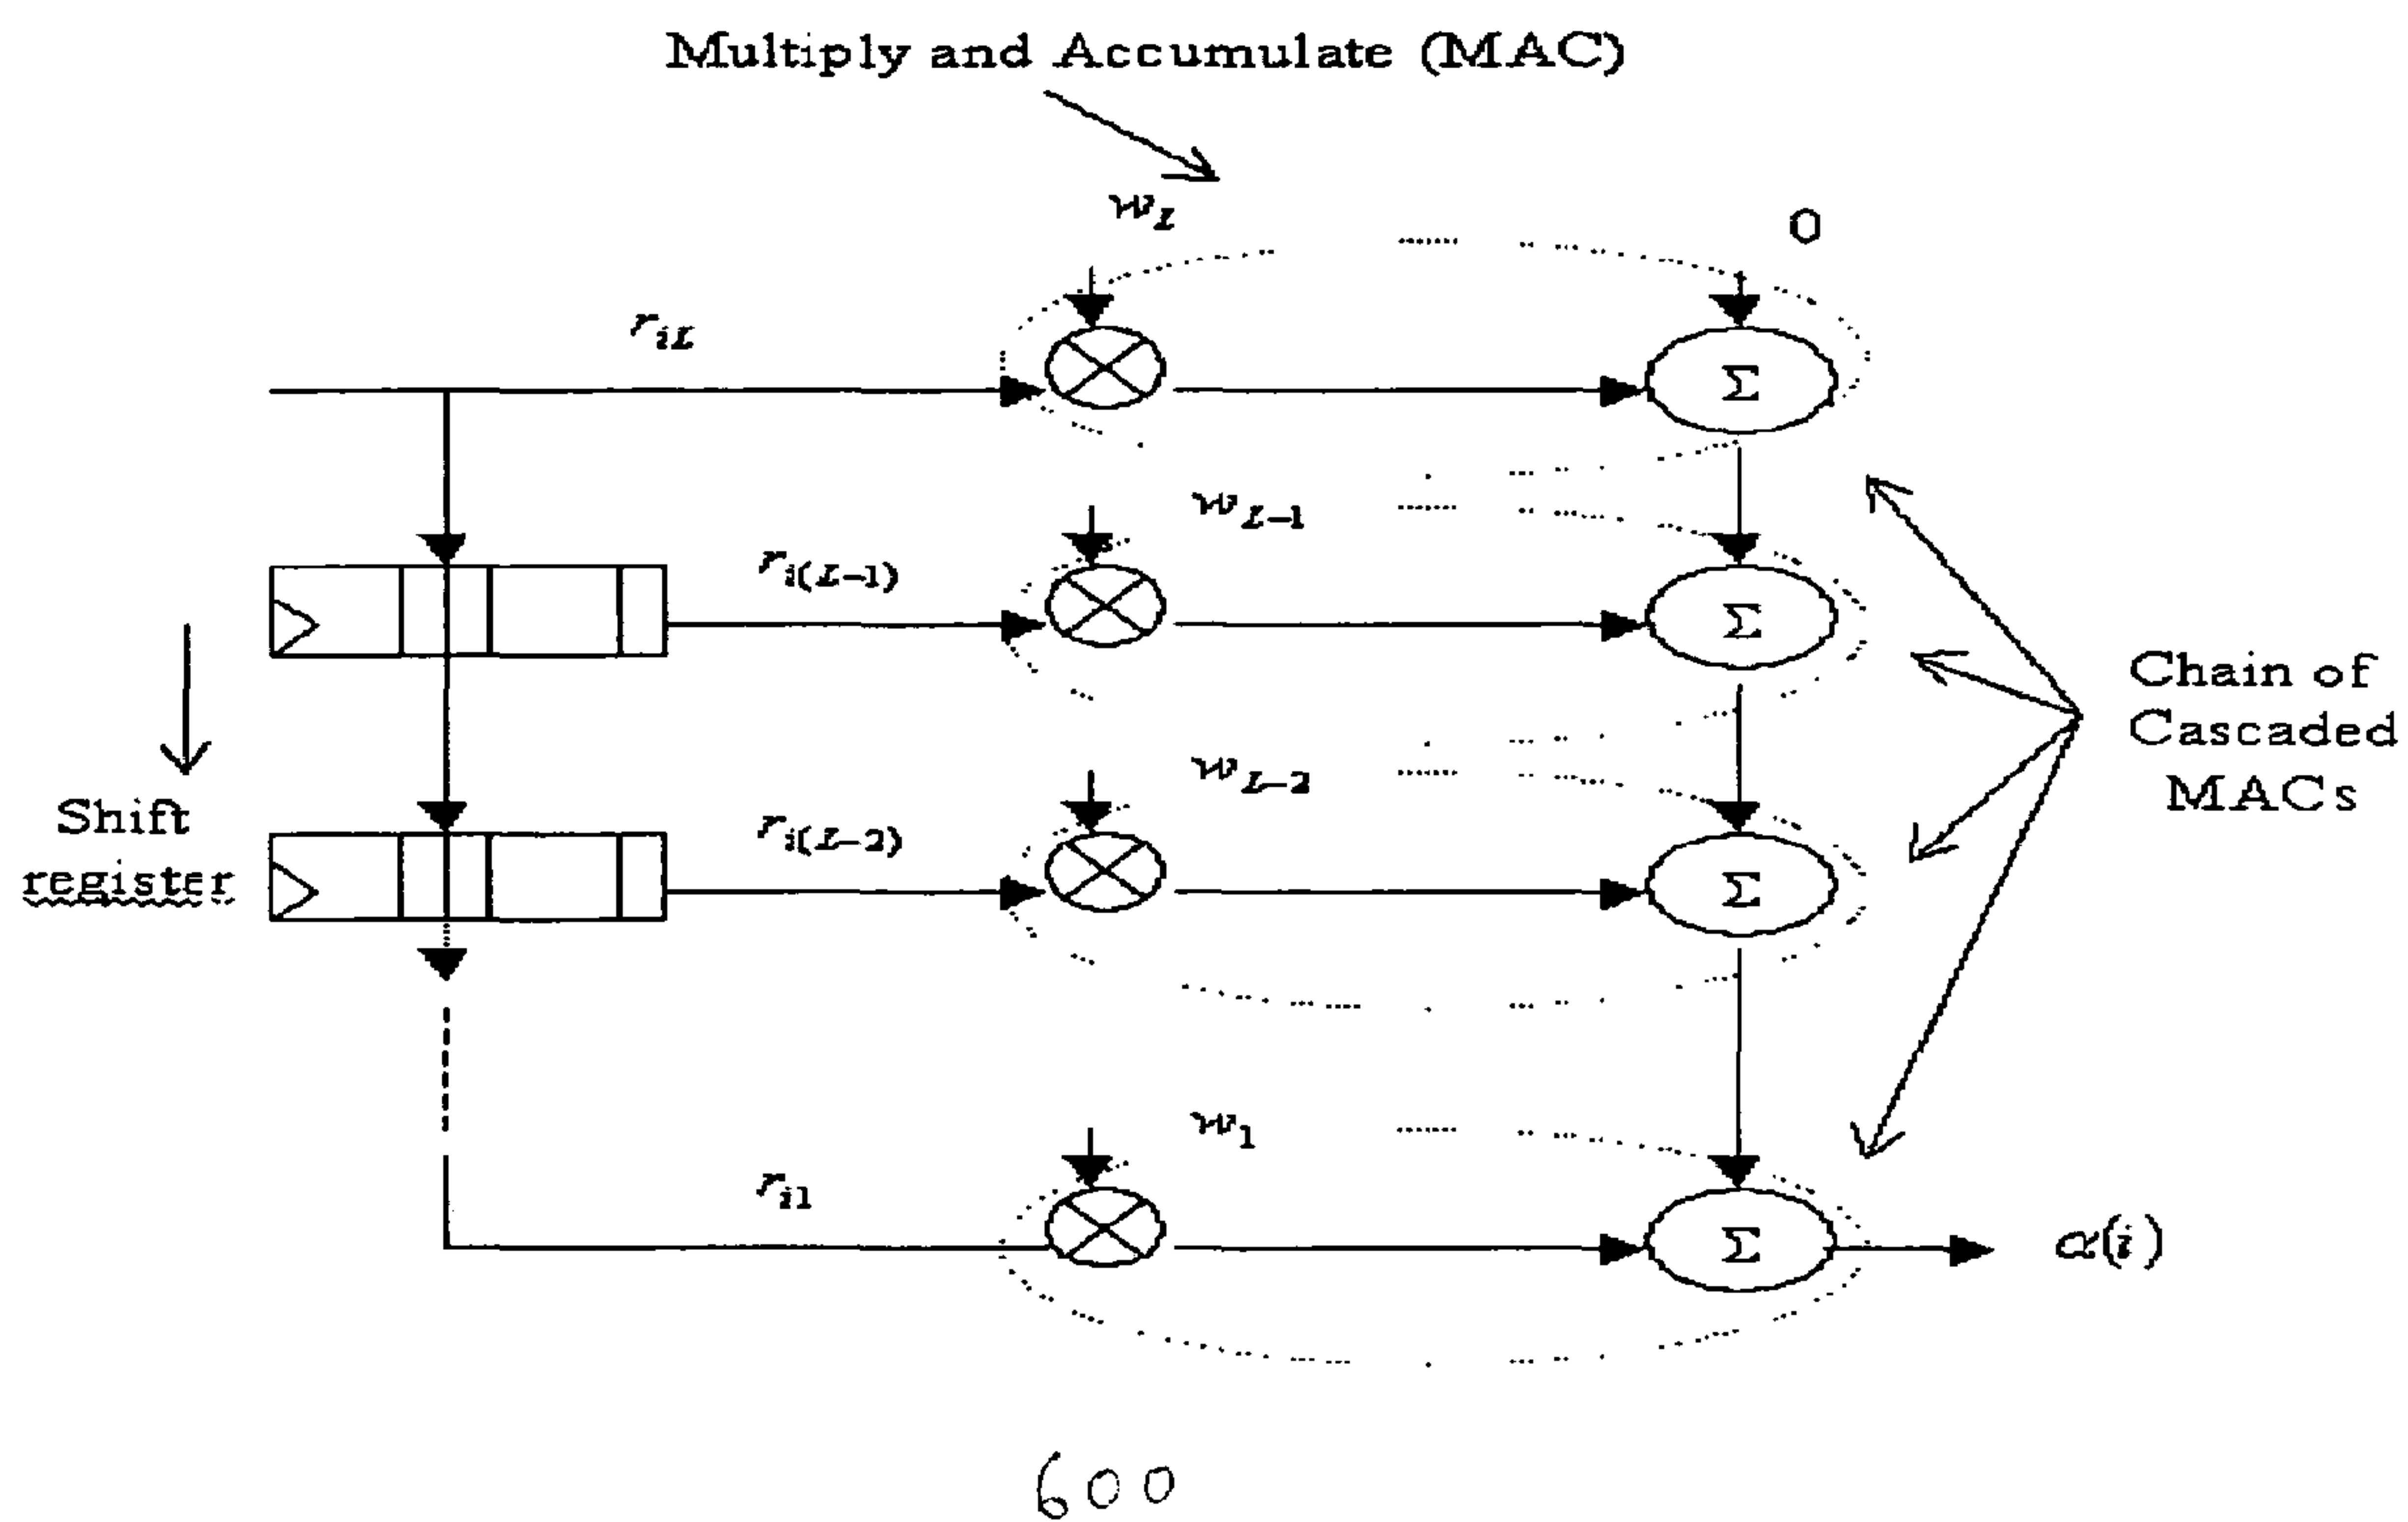 Multiply and Accumulate (MAC)
w_L
0
r_iL
Σ
w_L-1
r_i(L-1)
Σ
Chain of
Cascaded
MACs
w_L-2
r_i(L-2)
Σ
Shift
register
w_1
r_i1
Σ
α(i)
600